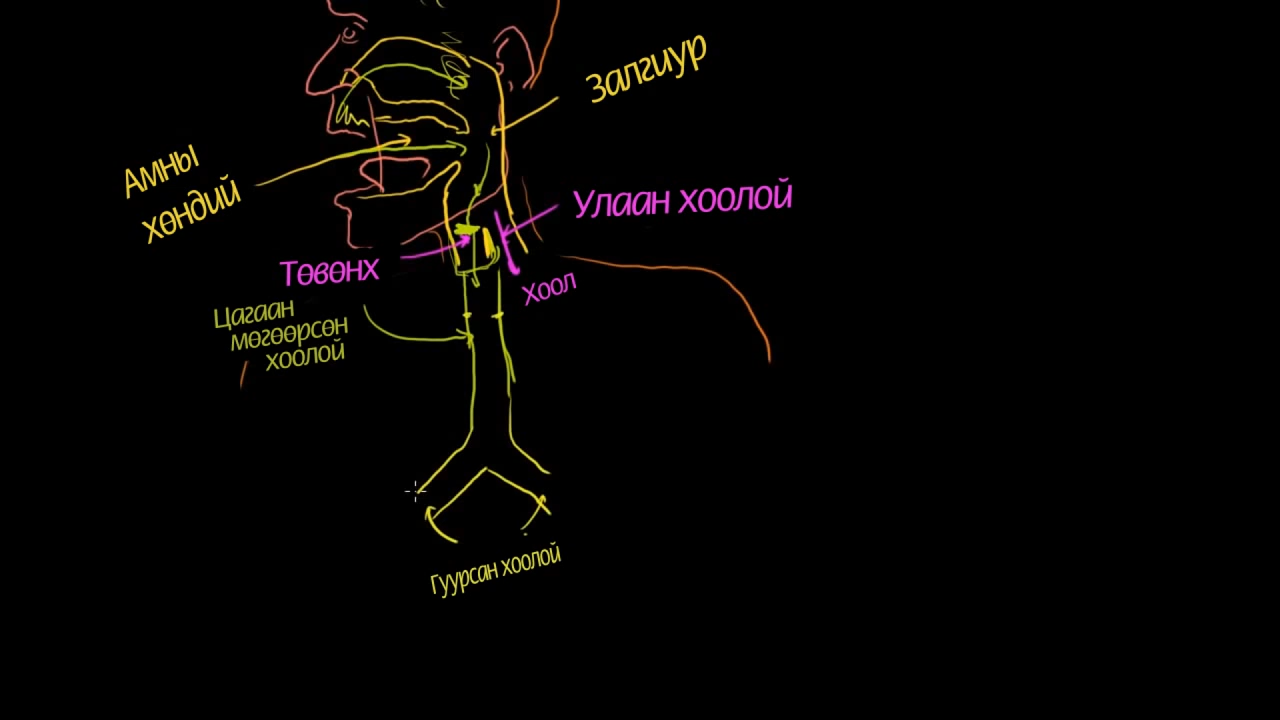 Залгиур
Амны
хөндий
Улаан хоолой
Төвөнх
Хоол
Цагаан
мөгөөрсөн
хоолой
Гуурсан хоолой